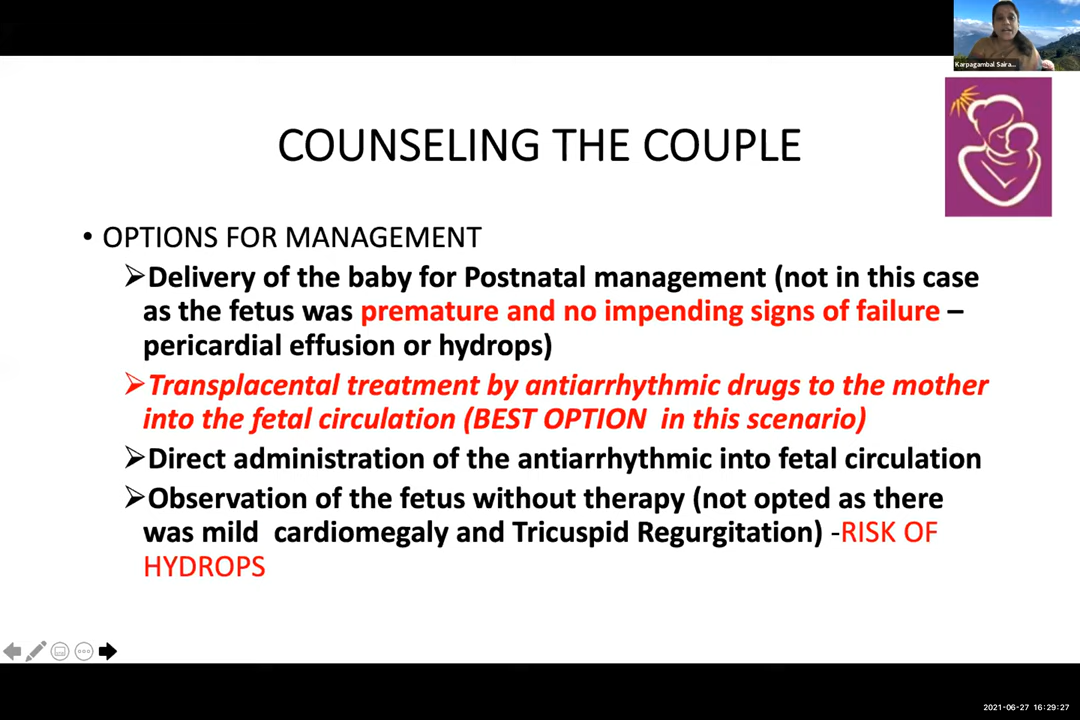 Karpagambal Saira...
COUNSELING THE COUPLE
• OPTIONS FOR MANAGEMENT
➢Delivery of the baby for Postnatal management (not in this case
as the fetus was premature and no impending signs of failure –
pericardial effusion or hydrops)
➢Transplacental treatment by antiarrhythmic drugs to the mother
into the fetal circulation (BEST OPTION in this scenario)
➢Direct administration of the antiarrhythmic into fetal circulation
➢Observation of the fetus without therapy (not opted as there
was mild cardiomegaly and Tricuspid Regurgitation) -RISK OF
HYDROPS
2021-06-27 16:29:27